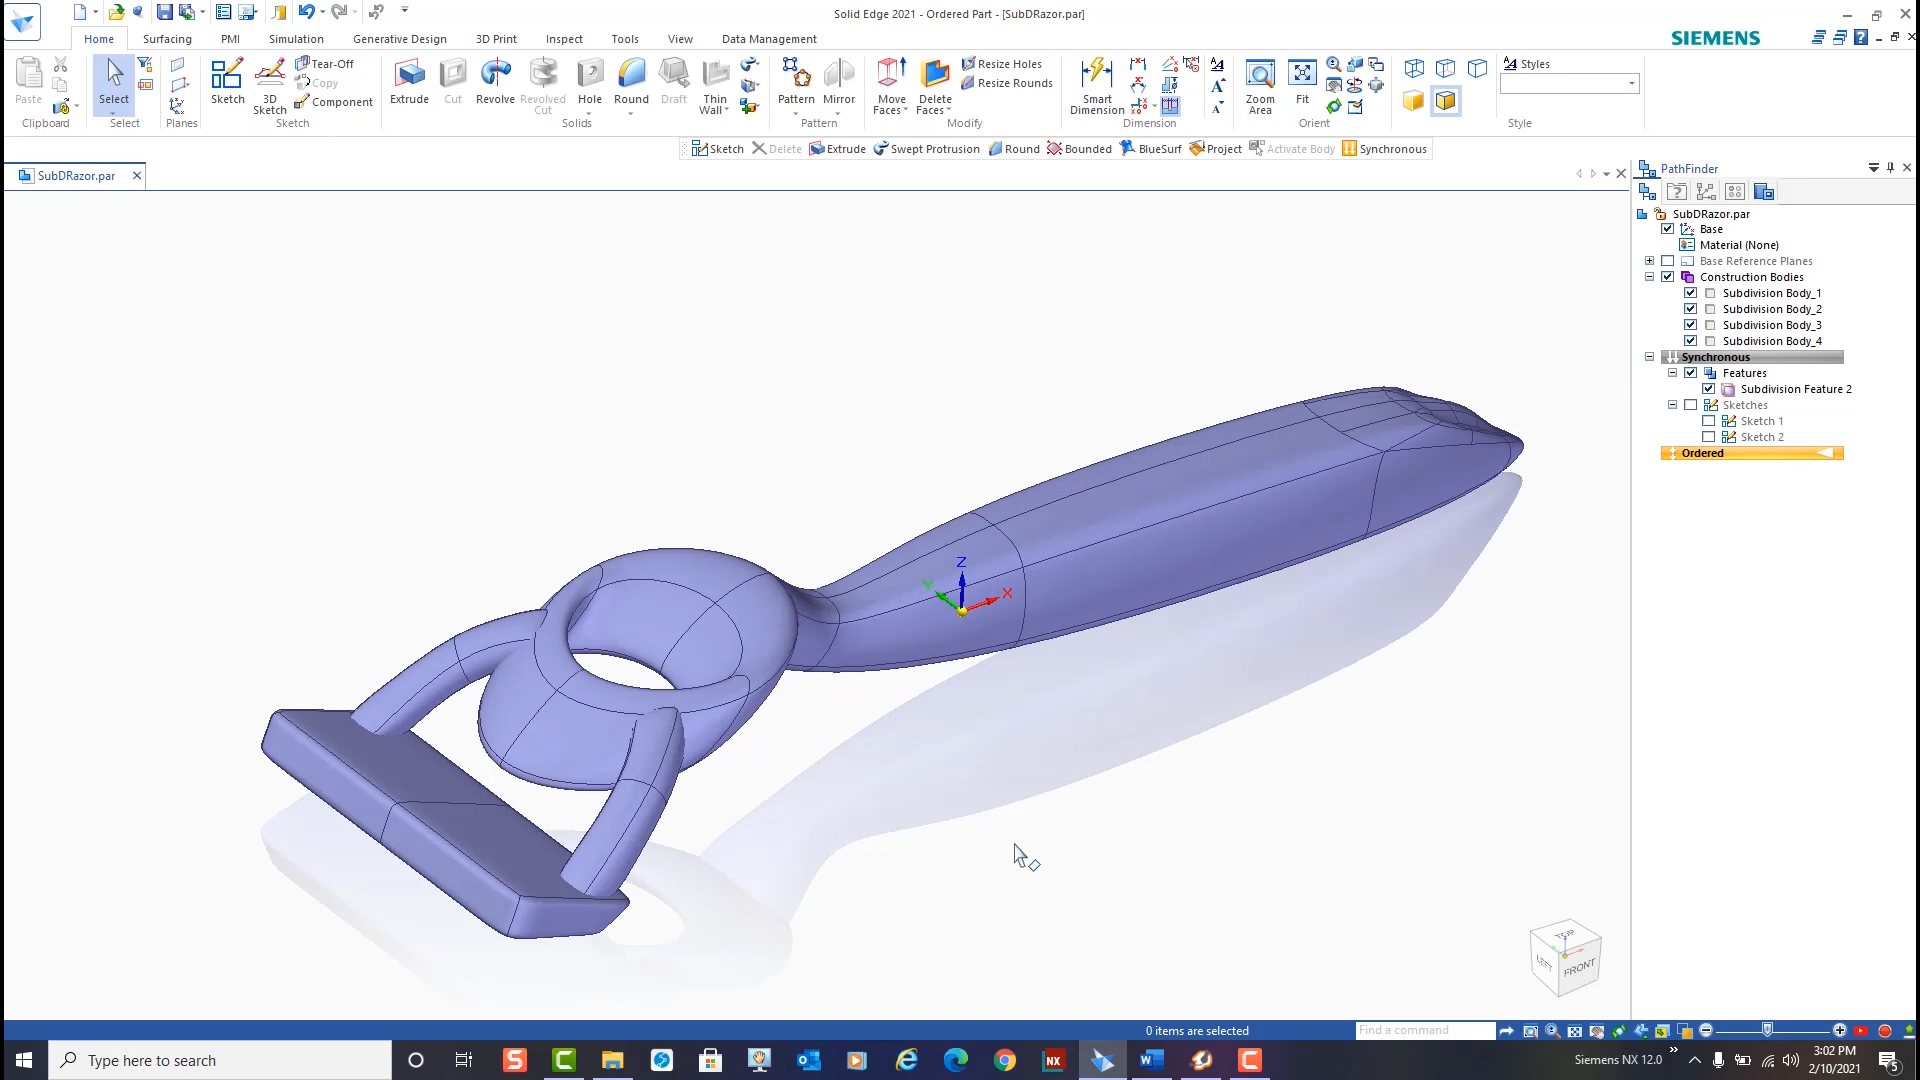 Solid Edge 2021 - Ordered Part - [SubDRazor.par]
Home Surfacing PMI Simulation Generative Design 3D Print Inspect Tools View Data Management
SIEMENS
Paste
Clipboard
Select
Select
Planes
Sketch
3D Sketch
Tear-Off
Copy
Component
Sketch
Extrude Cut Revolve Revolved Cut Hole Round Draft Thin Wall
Solids
Pattern Mirror
Pattern
Move Faces Delete Faces
Resize Holes
Resize Rounds
Modify
Smart Dimension
Dimension
Zoom Area Fit
Orient
Styles
Style
Sketch Delete Extrude Swept Protrusion Round Bounded BlueSurf Project Activate Body Synchronous
SubDRazor.par
PathFinder
SubDRazor.par
Base
Material (None)
Base Reference Planes
Construction Bodies
Subdivision Body_1
Subdivision Body_2
Subdivision Body_3
Subdivision Body_4
Synchronous
Features
Subdivision Feature 2
Sketches
Sketch 1
Sketch 2
Ordered
Z
Y
X
TOP
LEFT
FRONT
0 items are selected
Find a command
Type here to search
NX
Siemens NX 12.0
3:02 PM
2/10/2021
5